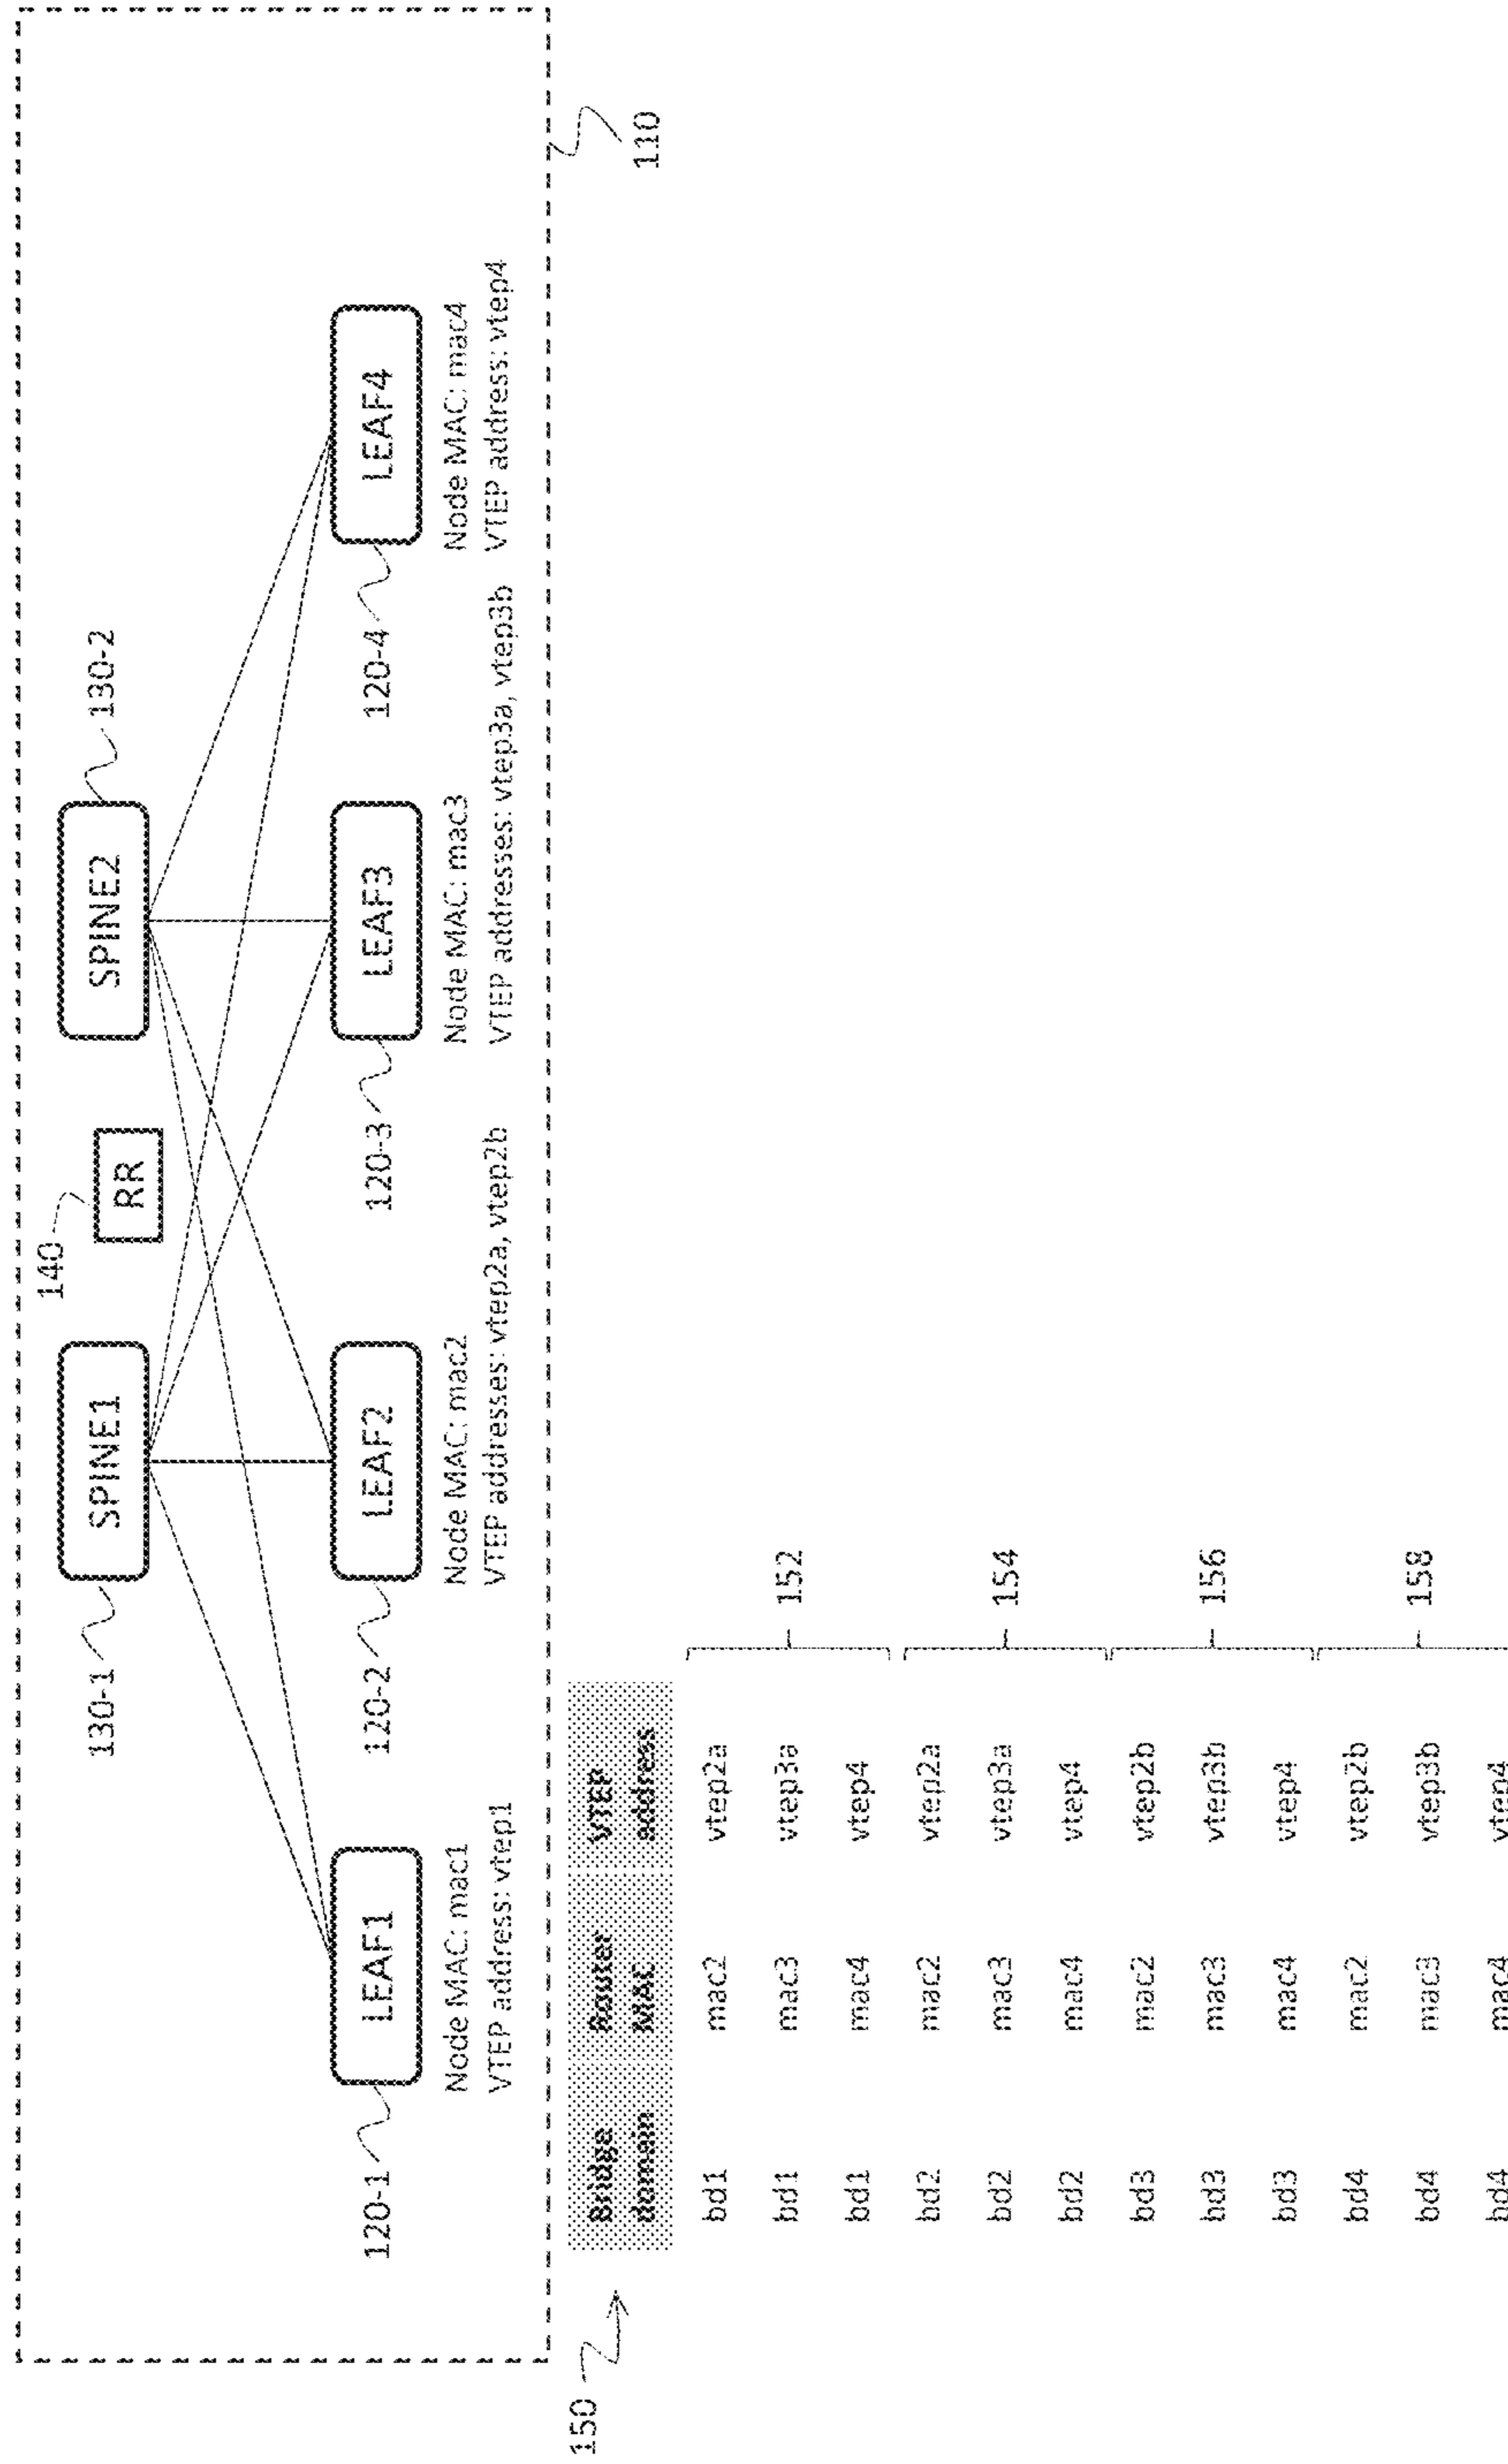 140
130-1
SPINE1
RR
SPINE2
130-2
120-1
LEAF1
120-2
LEAF2
120-3
LEAF3
120-4
LEAF4
Node MAC: mac1
VTEP address: vtep1
Node MAC: mac2
VTEP addresses: vtep2a, vtep2b
Node MAC: mac3
VTEP addresses: vtep3a, vtep3b
Node MAC: mac4
VTEP address: vtep4
110
150
Bridge domain Router MAC VTEP address
bd1 mac2 vtep2a
bd1 mac3 vtep3a
bd1 mac4 vtep4
152
bd2 mac2 vtep2a
bd2 mac3 vtep3a
bd2 mac4 vtep4
154
bd3 mac2 vtep2b
bd3 mac3 vtep3b
bd3 mac4 vtep4
156
bd4 mac2 vtep2b
bd4 mac3 vtep3b
bd4 mac4 vtep4
158